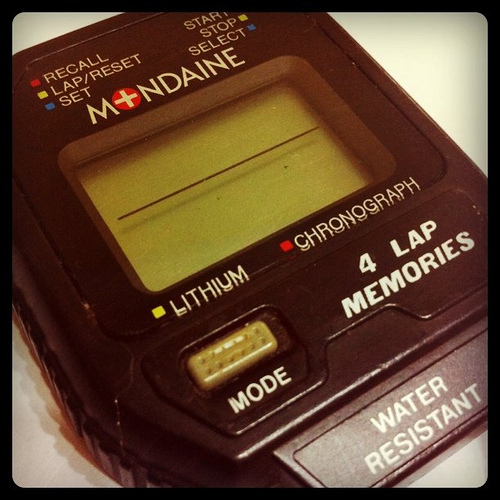 RECALL
LAP/RESET
SET
START
STOP
SELECT
MONDAINE
LITHIUM
CHRONOGRAPH
4 LAP
MEMORIES
MODE
WATER
RESISTANT